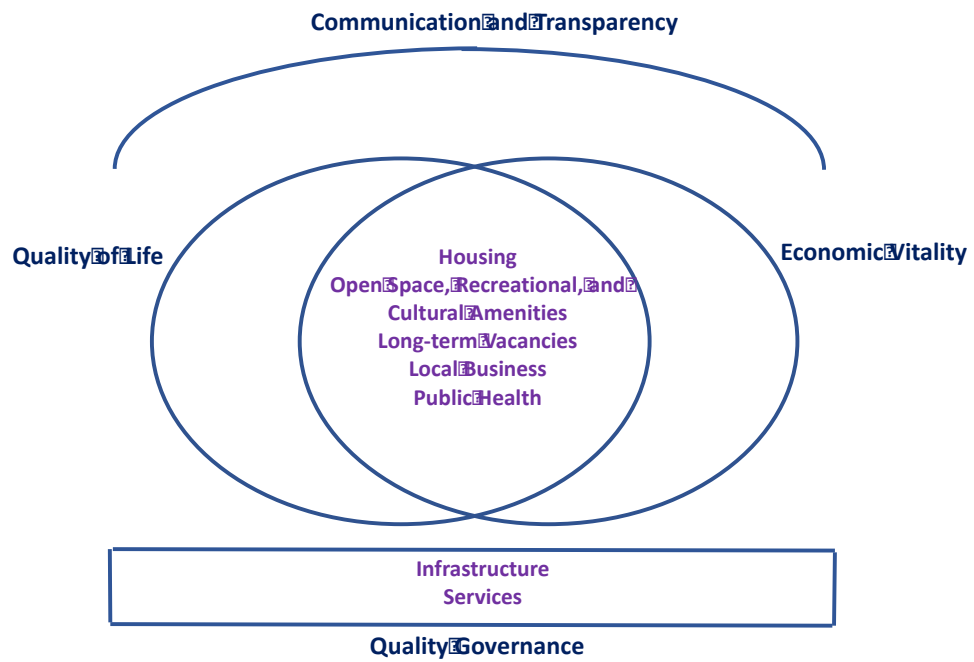 Communication and Transparency
Quality of Life
Economic Vitality
Housing
Open Space, Recreational, and
Cultural Amenities
Long-term Vacancies
Local Business
Public Health
Infrastructure
Services
Quality Governance